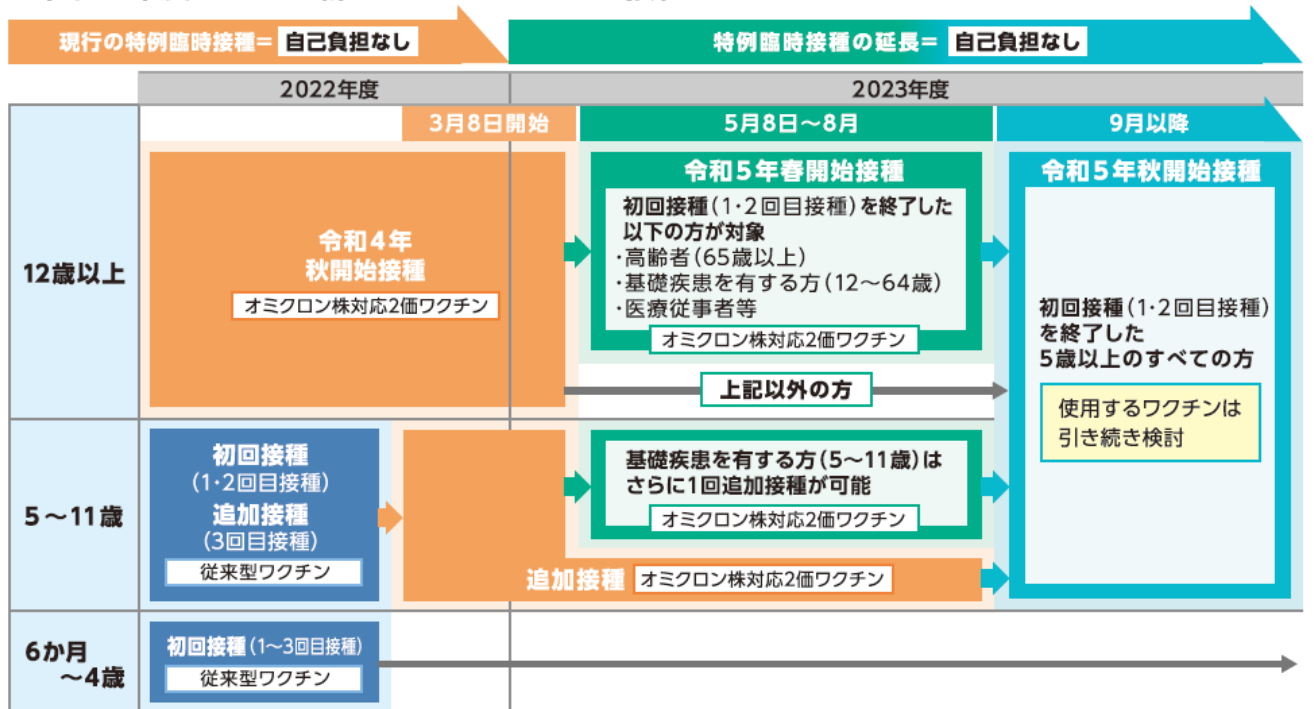 現行の特例臨時接種= 自己負担なし
特例臨時接種の延長= 自己負担なし
2022年度
2023年度
3月8日開始
5月8日～8月
9月以降
12歳以上
令和4年
秋開始接種
オミクロン株対応2価ワクチン
令和5年春開始接種
初回接種(1・2回目接種)を終了した
以下の方が対象
・高齢者(65歳以上)
・基礎疾患を有する方(12～64歳)
・医療従事者等
オミクロン株対応2価ワクチン
上記以外の方
令和5年秋開始接種
初回接種(1・2回目接種)
を終了した
5歳以上のすべての方
使用するワクチンは
引き続き検討
5～11歳
初回接種
(1・2回目接種)
追加接種
(3回目接種)
従来型ワクチン
基礎疾患を有する方(5～11歳)は
さらに1回追加接種が可能
オミクロン株対応2価ワクチン
追加接種 オミクロン株対応2価ワクチン
6か月
～4歳
初回接種(1～3回目接種)
従来型ワクチン